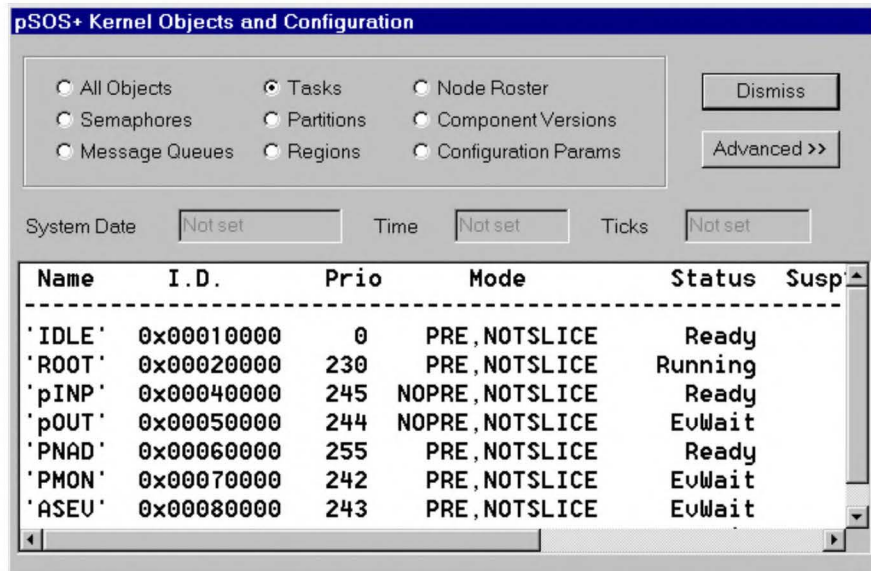 pSOS+ Kernel Objects and Configuration
All Objects Tasks Node Roster
Semaphores Partitions Component Versions
Message Queues Regions Configuration Params
Dismiss
Advanced >>
System Date Not set Time Not set Ticks Not set
Name I.D. Prio Mode Status Susp
--------------------------------------------------------
'IDLE' 0x00010000 0 PRE,NOTSLICE Ready
'ROOT' 0x00020000 230 PRE,NOTSLICE Running
'pINP' 0x00040000 245 NOPRE,NOTSLICE Ready
'pOUT' 0x00050000 244 NOPRE,NOTSLICE EvWait
'PNAD' 0x00060000 255 PRE,NOTSLICE Ready
'PMON' 0x00070000 242 PRE,NOTSLICE EvWait
'ASEV' 0x00080000 243 PRE,NOTSLICE EvWait